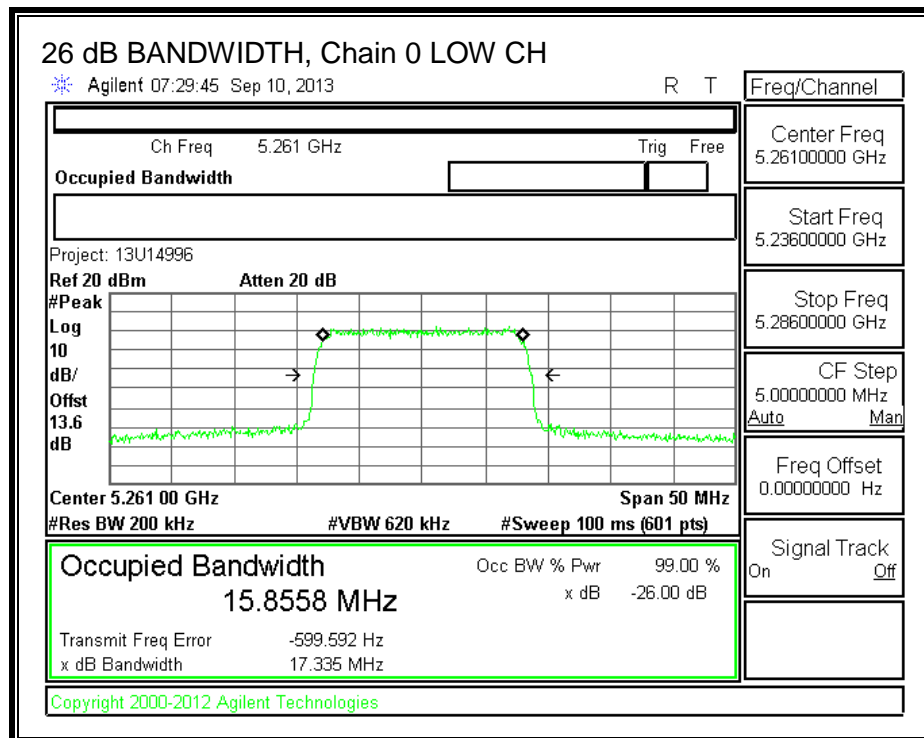 26 dB BANDWIDTH, Chain 0 LOW CH
Agilent 07:29:45 Sep 10, 2013 R T
Freq/Channel
Ch Freq 5.261 GHz Trig Free
Occupied Bandwidth
Center Freq
5.26100000 GHz
Start Freq
5.23600000 GHz
Stop Freq
5.28600000 GHz
CF Step
5.00000000 MHz
Auto Man
Freq Offset
0.00000000 Hz
Signal Track
On Off
Project: 13U14996
Ref 20 dBm Atten 20 dB
#Peak
Log
10
dB/
Offst
13.6
dB
Center 5.261 00 GHz Span 50 MHz
#Res BW 200 kHz #VBW 620 kHz #Sweep 100 ms (601 pts)
Occupied Bandwidth Occ BW % Pwr 99.00 %
15.8558 MHz x dB -26.00 dB
Transmit Freq Error -599.592 Hz
x dB Bandwidth 17.335 MHz
Copyright 2000-2012 Agilent Technologies